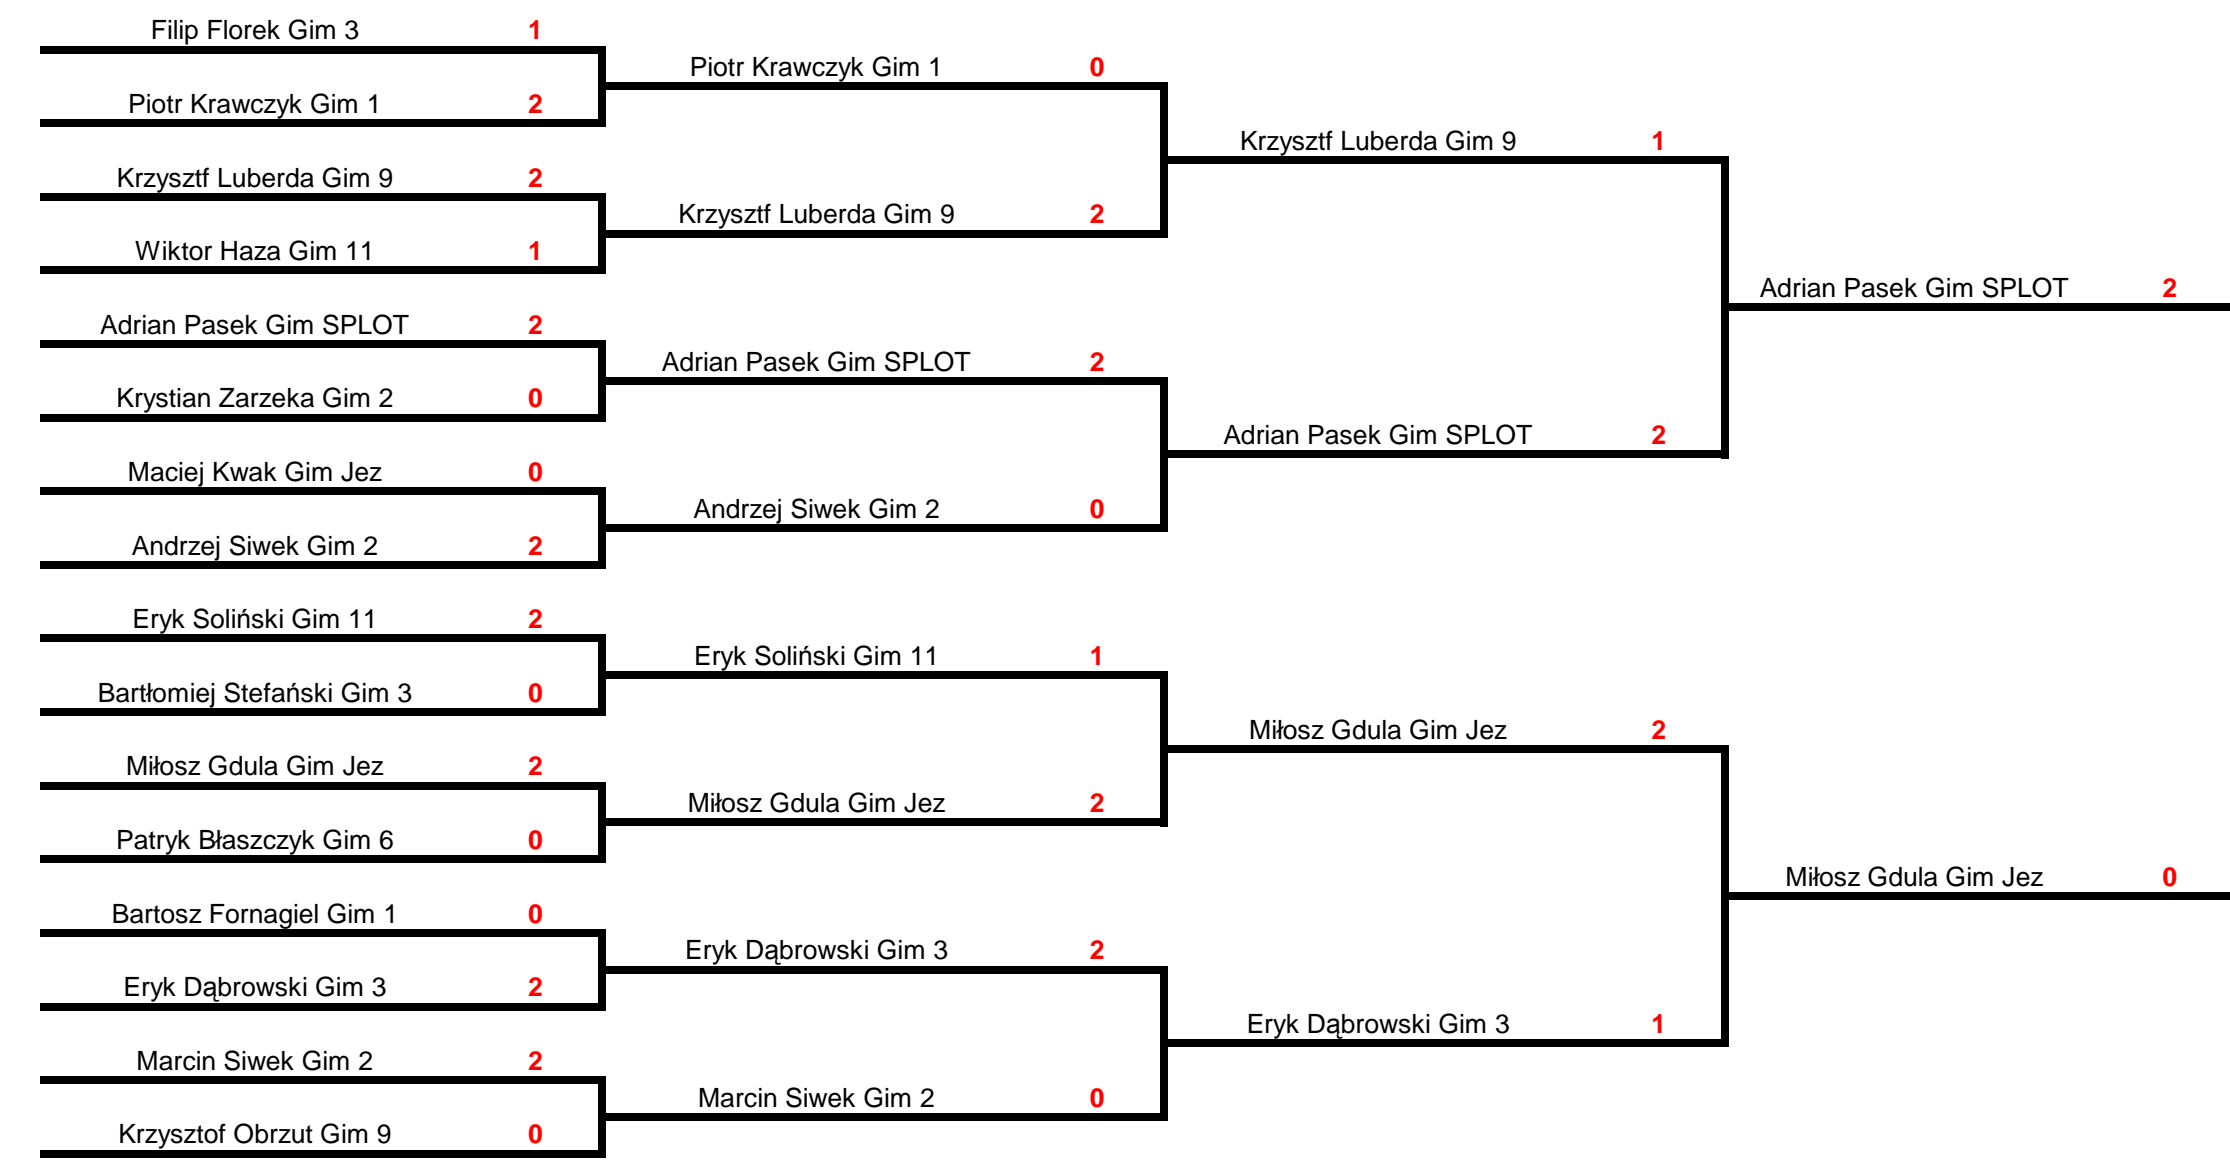 Filip Florek Gim 3 1
Piotr Krawczyk Gim 1 2
Krzysztf Luberda Gim 9 2
Wiktor Haza Gim 11 1
Adrian Pasek Gim SPLOT 2
Krystian Zarzeka Gim 2 0
Maciej Kwak Gim Jez 0
Andrzej Siwek Gim 2 2
Eryk Soliński Gim 11 2
Bartłomiej Stefański Gim 3 0
Miłosz Gdula Gim Jez 2
Patryk Błaszczyk Gim 6 0
Bartosz Fornagiel Gim 1 0
Eryk Dąbrowski Gim 3 2
Marcin Siwek Gim 2 2
Krzysztof Obrzut Gim 9 0
Piotr Krawczyk Gim 1 0
Krzysztf Luberda Gim 9 2
Adrian Pasek Gim SPLOT 2
Andrzej Siwek Gim 2 0
Eryk Soliński Gim 11 1
Miłosz Gdula Gim Jez 2
Eryk Dąbrowski Gim 3 2
Marcin Siwek Gim 2 0
Krzysztf Luberda Gim 9 1
Adrian Pasek Gim SPLOT 2
Miłosz Gdula Gim Jez 2
Eryk Dąbrowski Gim 3 1
Adrian Pasek Gim SPLOT 2
Miłosz Gdula Gim Jez 0